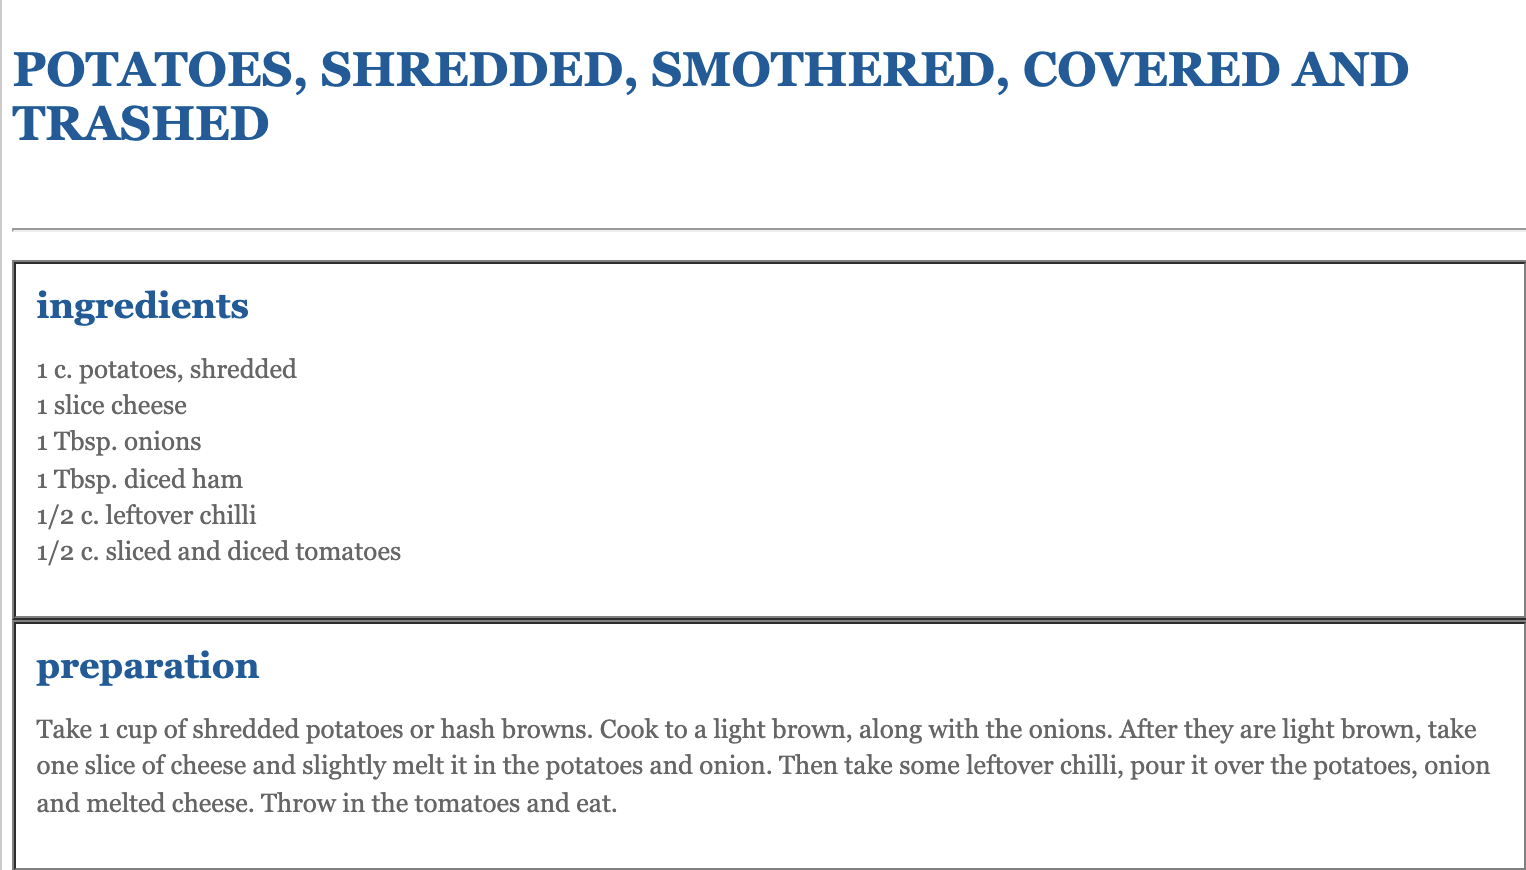 POTATOES, SHREDDED, SMOTHERED, COVERED AND
TRASHED
ingredients
1 c. potatoes, shredded
1 slice cheese
1 Tbsp. onions
1 Tbsp. diced ham
1/2 c. leftover chilli
1/2 c. sliced and diced tomatoes
preparation
Take 1 cup of shredded potatoes or hash browns. Cook to a light brown, along with the onions. After they are light brown, take
one slice of cheese and slightly melt it in the potatoes and onion. Then take some leftover chilli, pour it over the potatoes, onion
and melted cheese. Throw in the tomatoes and eat.